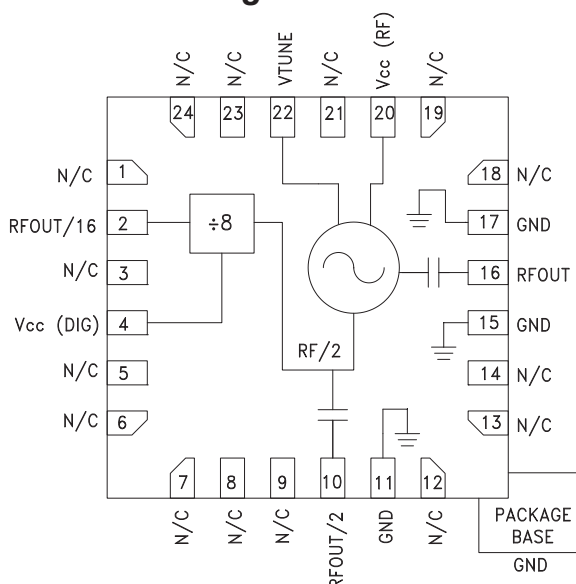 N/C
N/C
VTUNE
N/C
Vcc (RF)
N/C
24
23
22
21
20
19
N/C
1
18
N/C
RFOUT/16
2
÷8
17
GND
N/C
3
16
RFOUT
Vcc (DIG)
4
15
GND
RF/2
N/C
5
14
N/C
N/C
6
13
N/C
7
8
9
10
11
12
N/C
N/C
N/C
RFOUT/2
GND
N/C
PACKAGE
BASE
GND